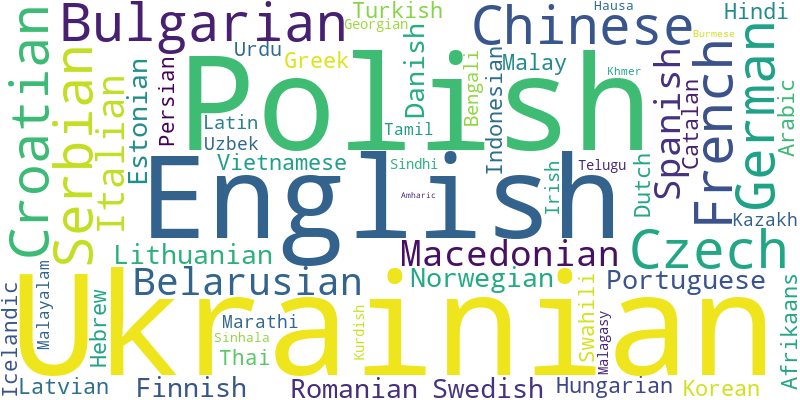 Bulgarian
Turkish
Georgian
Chinese
Hausa
Hindi
Burmese
Croatian
Serbian
Italian
Estonian
Persian
Urdu
Greek
Polish
Danish
Bengali
Indonesian
Malay
Khmer
Spanish
Catalan
French
German
Arabic
Latin
Uzbek
Tamil
Vietnamese
Sindhi
Telugu
English
Amharic
Irish
Dutch
Kazakh
Lithuanian
Macedonian
Czech
Belarusian
Norwegian
Portuguese
Ukrainian
Icelandic
Malayalam
Hebrew
Marathi
Sinhala
Thai
Kurdish
Swahili
Malagasy
Afrikaans
Latvian
Finnish
Romanian
Swedish
Hungarian
Korean